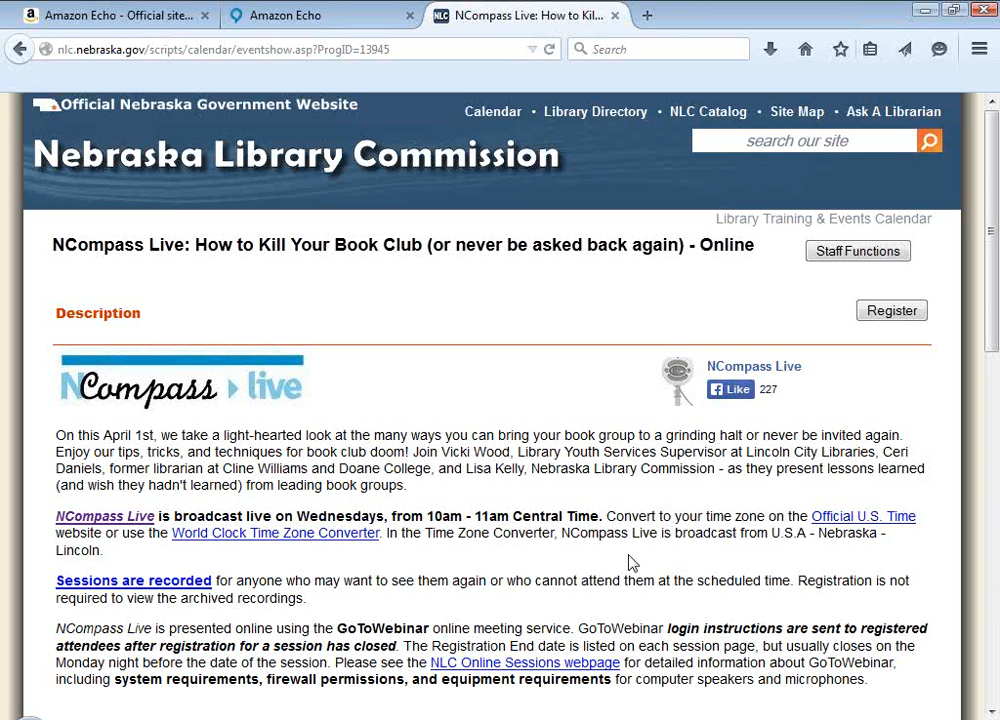 Amazon Echo - Official site...
Amazon Echo
NLC NCompass Live: How to Kil...
nlc.nebraska.gov/scripts/calendar/eventshow.asp?ProgID=13945
Search
Official Nebraska Government Website
Calendar • Library Directory • NLC Catalog • Site Map • Ask A Librarian
Nebraska Library Commission
search our site
Library Training & Events Calendar
NCompass Live: How to Kill Your Book Club (or never be asked back again) - Online
Staff Functions
Description
Register
NCompass live
NCompass Live
Like 227
On this April 1st, we take a light-hearted look at the many ways you can bring your book group to a grinding halt or never be invited again.
Enjoy our tips, tricks, and techniques for book club doom! Join Vicki Wood, Library Youth Services Supervisor at Lincoln City Libraries, Ceri
Daniels, former librarian at Cline Williams and Doane College, and Lisa Kelly, Nebraska Library Commission - as they present lessons learned
(and wish they hadn't learned) from leading book groups.
NCompass Live is broadcast live on Wednesdays, from 10am - 11am Central Time. Convert to your time zone on the Official U.S. Time
website or use the World Clock Time Zone Converter. In the Time Zone Converter, NCompass Live is broadcast from U.S.A - Nebraska -
Lincoln.
Sessions are recorded for anyone who may want to see them again or who cannot attend them at the scheduled time. Registration is not
required to view the archived recordings.
NCompass Live is presented online using the GoToWebinar online meeting service. GoToWebinar login instructions are sent to registered
attendees after registration for a session has closed. The Registration End date is listed on each session page, but usually closes on the
Monday night before the date of the session. Please see the NLC Online Sessions webpage for detailed information about GoToWebinar,
including system requirements, firewall permissions, and equipment requirements for computer speakers and microphones.